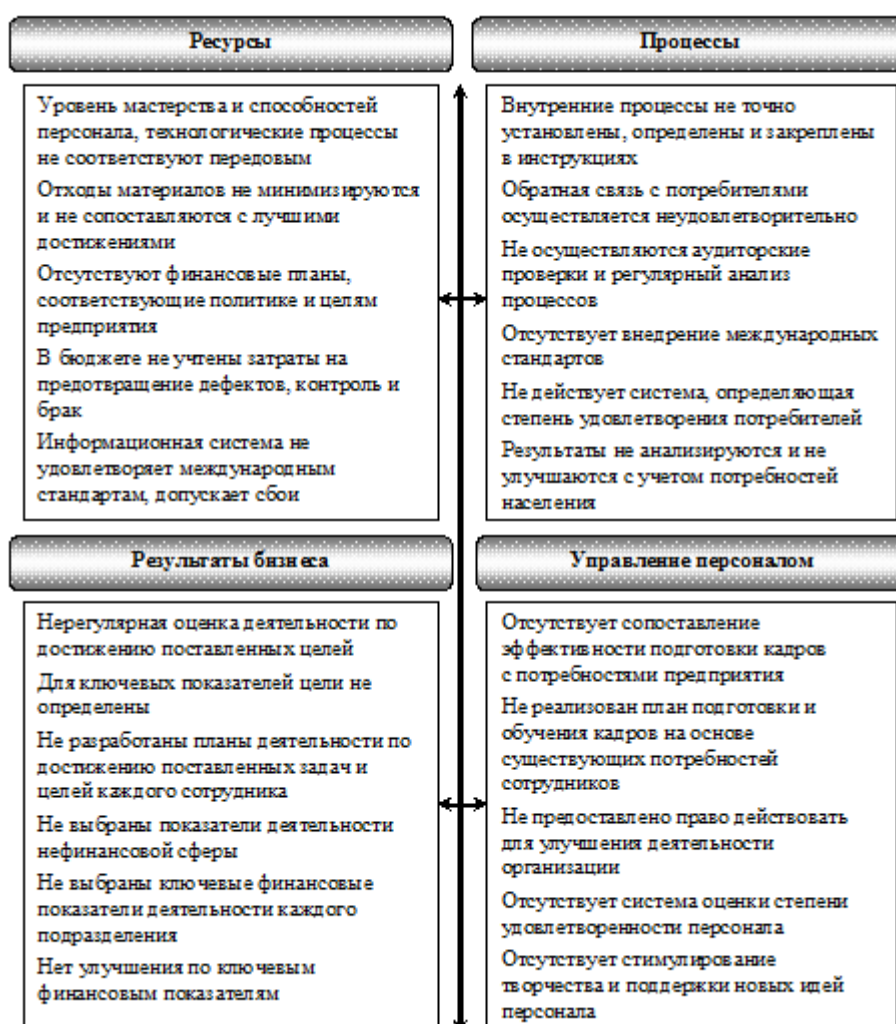 Ресурсы
Уровень мастерства и способностей
персонала, технологические процессы
не соответствуют передовым
Отходы материалов не минимизируются
и не сопоставляются с лучшими
достижениями
Отсутствуют финансовые планы,
соответствующие политике и целям
предприятия
В бюджете не учтены затраты на
предотвращение дефектов, контроль и
брак
Информационная система не
удовлетворяет международным
стандартам, допускает сбои
Процессы
Внутренние процессы не точно
установлены, определены и закреплены
в инструкциях
Обратная связь с потребителями
осуществляется неудовлетворительно
Не осуществляются аудиторские
проверки и регулярный анализ
процессов
Отсутствует внедрение международных
стандартов
Не действует система, определяющая
степень удовлетворения потребителей
Результаты не анализируются и не
улучшаются с учетом потребностей
населения
Результаты бизнеса
Нерегулярная оценка деятельности по
достижению поставленных целей
Для ключевых показателей цели не
определены
Не разработаны планы деятельности по
достижению поставленных задач и
целей каждого сотрудника
Не выбраны показатели деятельности
нефинансовой сферы
Не выбраны ключевые финансовые
показатели деятельности каждого
подразделения
Нет улучшения по ключевым
финансовым показателям
Управление персоналом
Отсутствует сопоставление
эффективности подготовки кадров
с потребностями предприятия
Не реализован план подготовки и
обучения кадров на основе
существующих потребностей
сотрудников
Не предоставлено право действовать
для улучшения деятельности
организации
Отсутствует система оценки степени
удовлетворенности персонала
Отсутствует стимулирование
творчества и поддержки новых идей
персонала